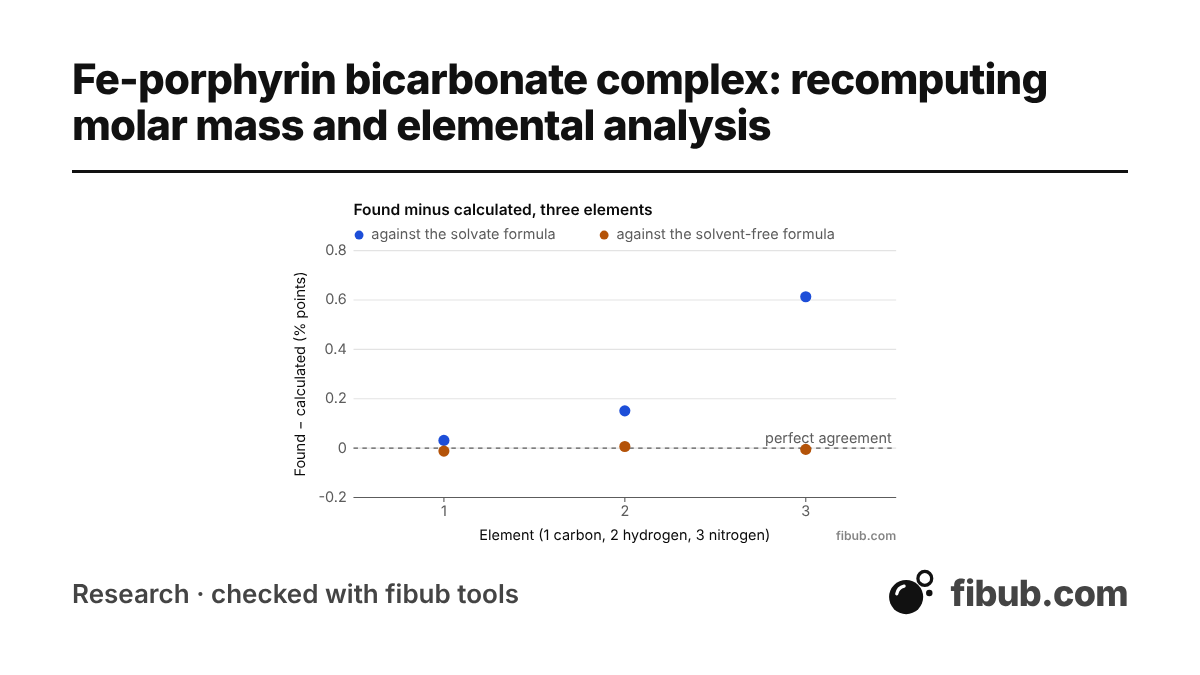 Fe-porphyrin bicarbonate complex: recomputing
molar mass and elemental analysis
Found minus calculated, three elements
against the solvate formula
against the solvent-free formula
0.8
0.6
0.4
0.2
0
-0.2
Found − calculated (% points)
perfect agreement
1
2
3
Element (1 carbon, 2 hydrogen, 3 nitrogen)
fibub.com
Research · checked with fibub tools
fibub.com